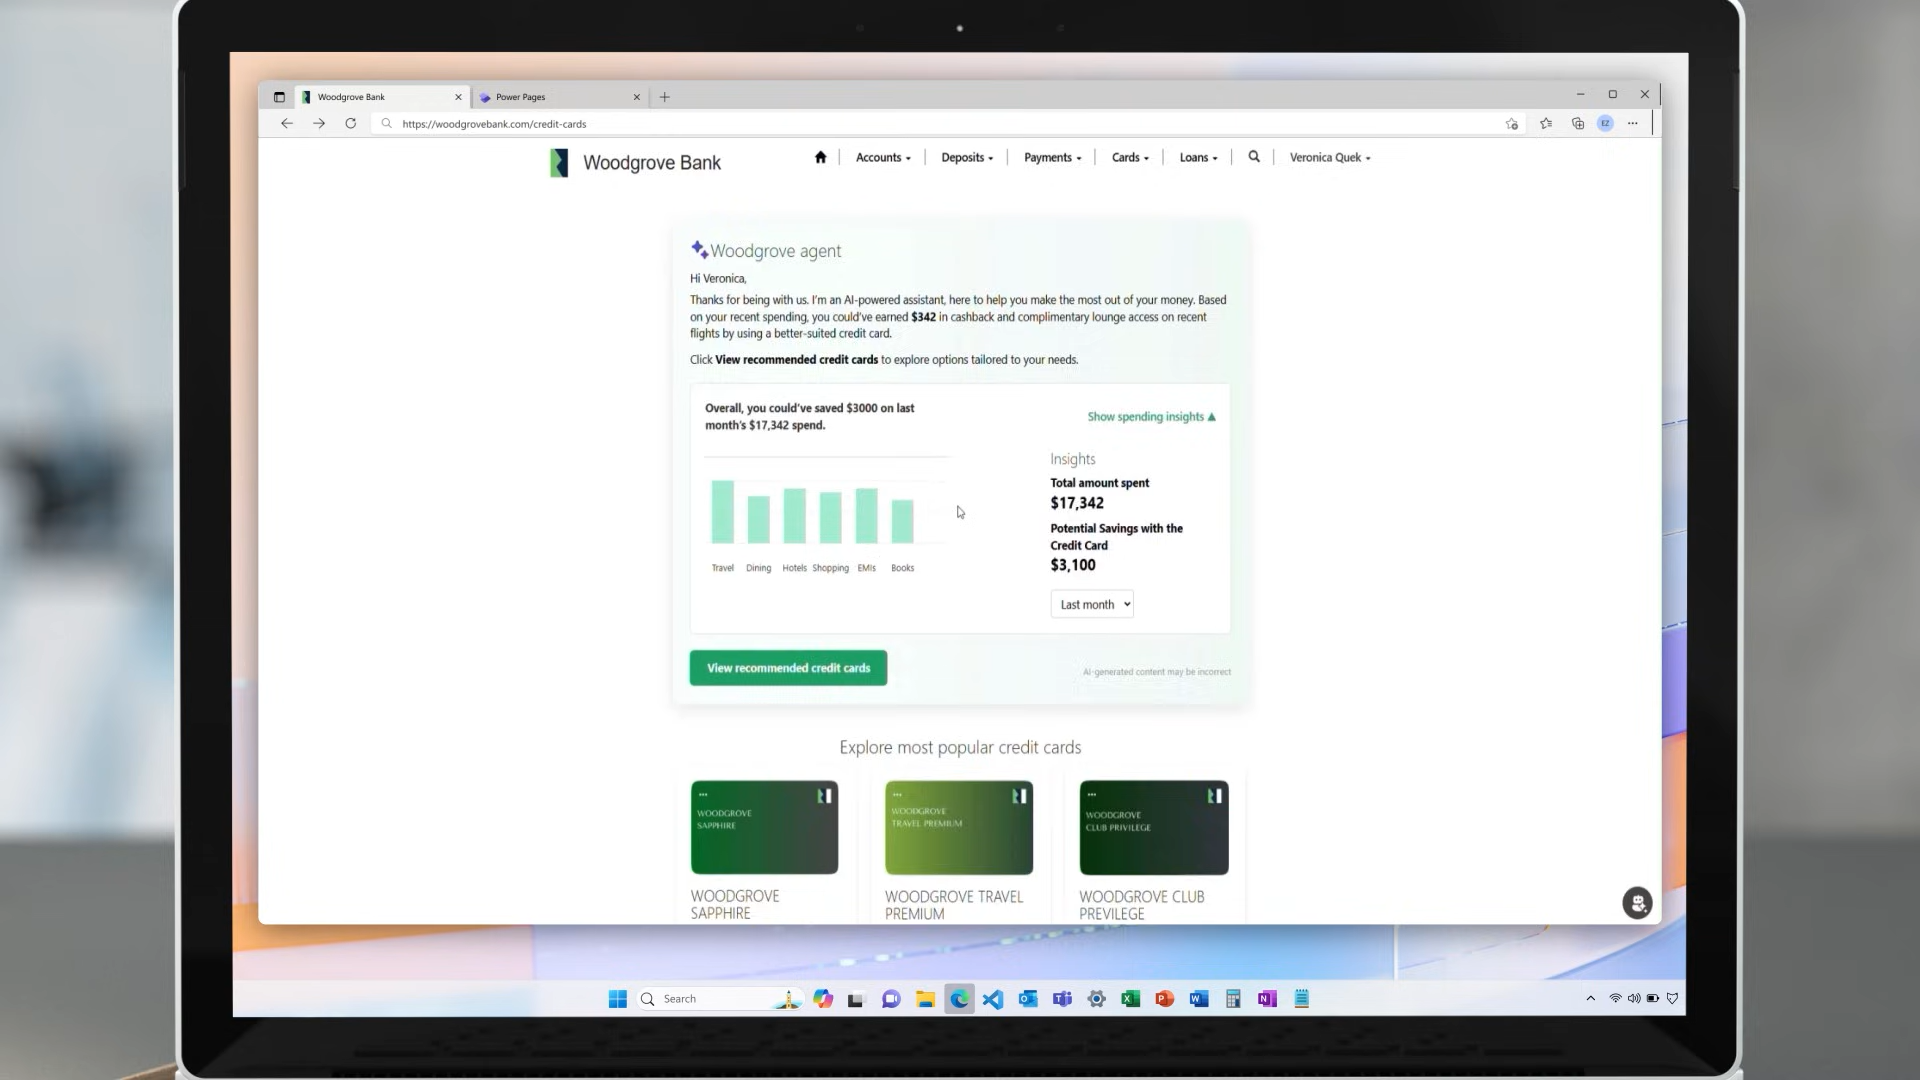 Woodgrove Bank
Power Pages
https://woodgrovebank.com/credit-cards
EZ
Woodgrove Bank
Accounts
Deposits
Payments
Cards
Loans
Veronica Quek
Woodgrove agent
Hi Veronica,
Thanks for being with us. I'm an AI-powered assistant, here to help you make the most out of your money. Based
on your recent spending, you could've earned $342 in cashback and complimentary lounge access on recent
flights by using a better-suited credit card.
Click View recommended credit cards to explore options tailored to your needs.
Overall, you could've saved $3000 on last
month's $17,342 spend.
Show spending insights ▲
Insights
Total amount spent
$17,342
Potential Savings with the
Credit Card
$3,100
Last month
Travel Dining Hotels Shopping EMIs Books
View recommended credit cards
AI-generated content may be incorrect
Explore most popular credit cards
WOODGROVE
SAPPHIRE
WOODGROVE
TRAVEL PREMIUM
WOODGROVE
CLUB PRIVILEGE
WOODGROVE
SAPPHIRE
WOODGROVE TRAVEL
PREMIUM
WOODGROVE CLUB
PREVILEGE
Search